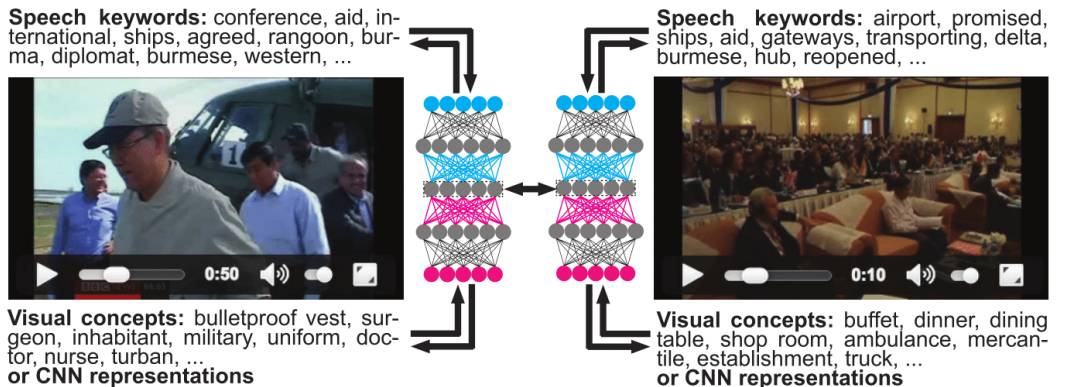 Speech keywords: conference, aid, in-
ternational, ships, agreed, rangoon, bur-
ma, diplomat, burmese, western, ...
Speech keywords: airport, promised,
ships, aid, gateways, transporting, delta,
burmese, hub, reopened, ...
1
0:50
0:10
Visual concepts: bulletproof vest, sur-
geon, inhabitant, military, uniform, doc-
tor, nurse, turban, ...
or CNN representations
Visual concepts: buffet, dinner, dining
table, shop room, ambulance, mercan-
tile, establishment, truck, ...
or CNN representations